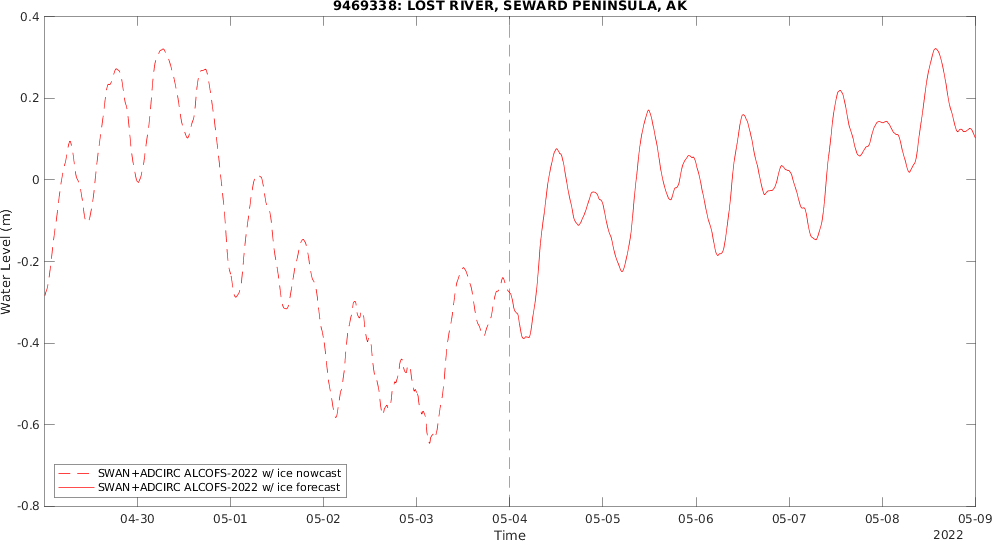 9469338: LOST RIVER, SEWARD PENINSULA, AK
0.4
0.2
0
-0.2
-0.4
-0.6
-0.8
Water Level (m)
SWAN+ADCIRC ALCOFS-2022 w/ ice nowcast
SWAN+ADCIRC ALCOFS-2022 w/ ice forecast
04-30 05-01 05-02 05-03 05-04 05-05 05-06 05-07 05-08 05-09
Time
2022